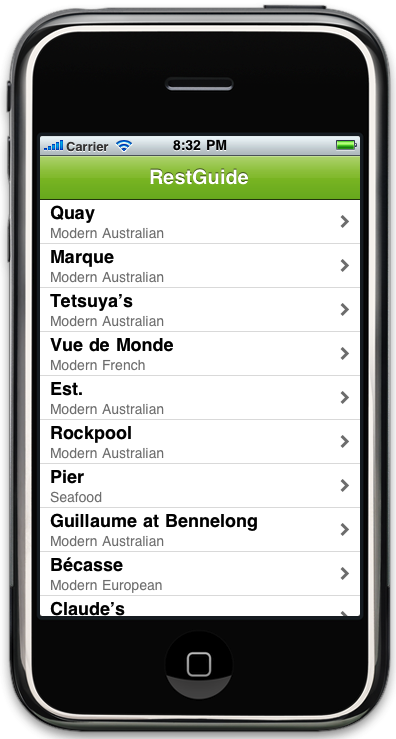 Carrier 8:32 PM
RestGuide
Quay
Modern Australian
Marque
Modern Australian
Tetsuya's
Modern Australian
Vue de Monde
Modern French
Est.
Modern Australian
Rockpool
Modern Australian
Pier
Seafood
Guillaume at Bennelong
Modern Australian
Bécasse
Modern European
Claude's